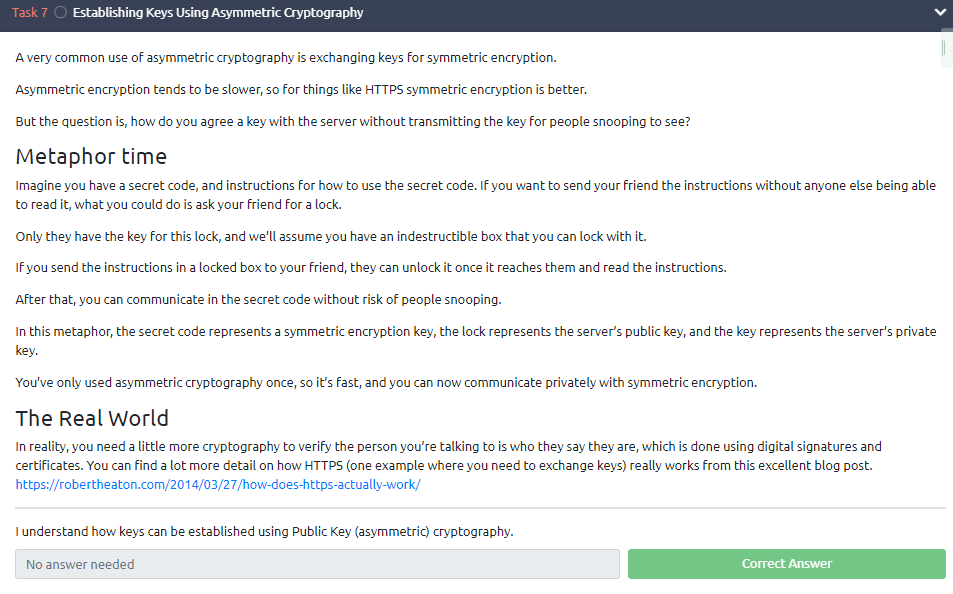 Task 7 Establishing Keys Using Asymmetric Cryptography
A very common use of asymmetric cryptography is exchanging keys for symmetric encryption.
Asymmetric encryption tends to be slower, so for things like HTTPS symmetric encryption is better.
But the question is, how do you agree a key with the server without transmitting the key for people snooping to see?
Metaphor time
Imagine you have a secret code, and instructions for how to use the secret code. If you want to send your friend the instructions without anyone else being able
to read it, what you could do is ask your friend for a lock.
Only they have the key for this lock, and we’ll assume you have an indestructible box that you can lock with it.
If you send the instructions in a locked box to your friend, they can unlock it once it reaches them and read the instructions.
After that, you can communicate in the secret code without risk of people snooping.
In this metaphor, the secret code represents a symmetric encryption key, the lock represents the server’s public key, and the key represents the server’s private
key.
You’ve only used asymmetric cryptography once, so it’s fast, and you can now communicate privately with symmetric encryption.
The Real World
In reality, you need a little more cryptography to verify the person you’re talking to is who they say they are, which is done using digital signatures and
certificates. You can find a lot more detail on how HTTPS (one example where you need to exchange keys) really works from this excellent blog post.
https://robertheaton.com/2014/03/27/how-does-https-actually-work/
I understand how keys can be established using Public Key (asymmetric) cryptography.
No answer needed
Correct Answer